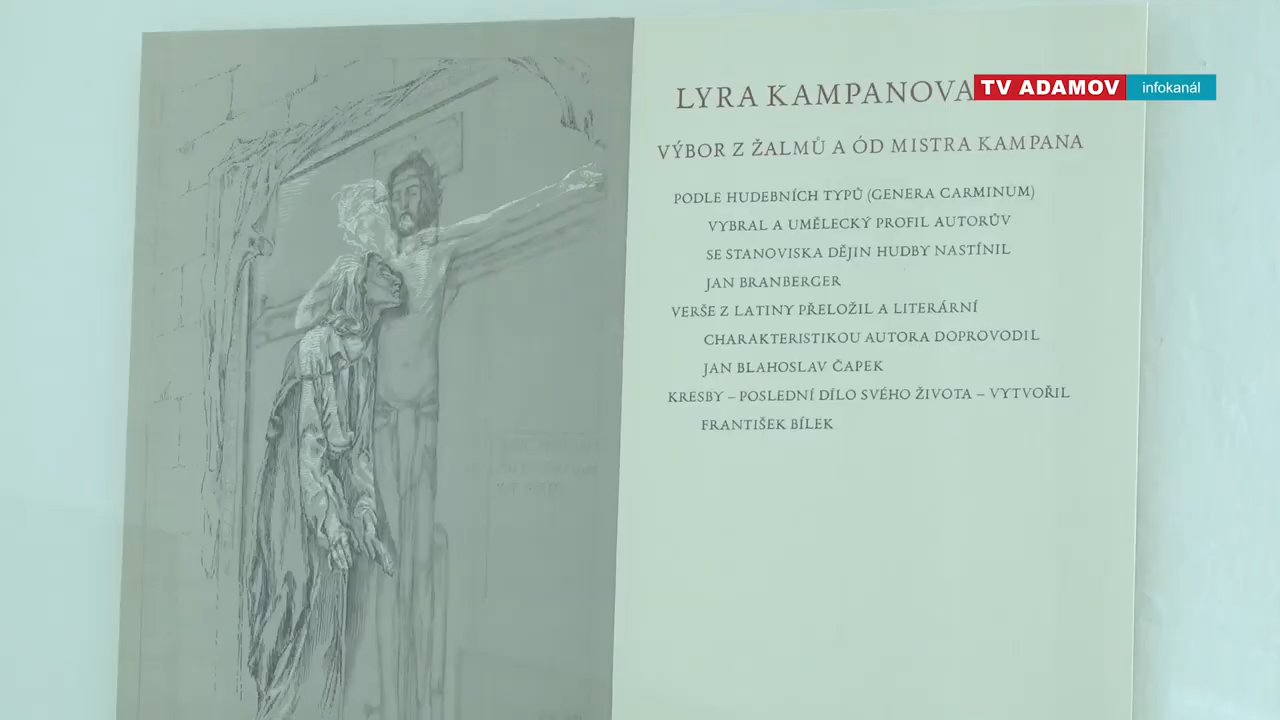 TV ADAMOV infokanál
LYRA KAMPANOVA
VÝBOR Z ŽALMŮ A ÓD MISTRA KAMPANA
PODLE HUDEBNÍCH TYPŮ (GENERA CARMINUM)
VYBRAL A UMĚLECKÝ PROFIL AUTORŮV
SE STANOVISKA DĚJIN HUDBY NASTÍNIL
JAN BRANBERGER
VERŠE Z LATINY PŘELOŽIL A LITERÁRNÍ
CHARAKTERISTIKOU AUTORA DOPROVODIL
JAN BLAHOSLAV ČAPEK
KRESBY – POSLEDNÍ DÍLO SVÉHO ŽIVOTA – VYTVOŘIL
FRANTIŠEK BÍLEK